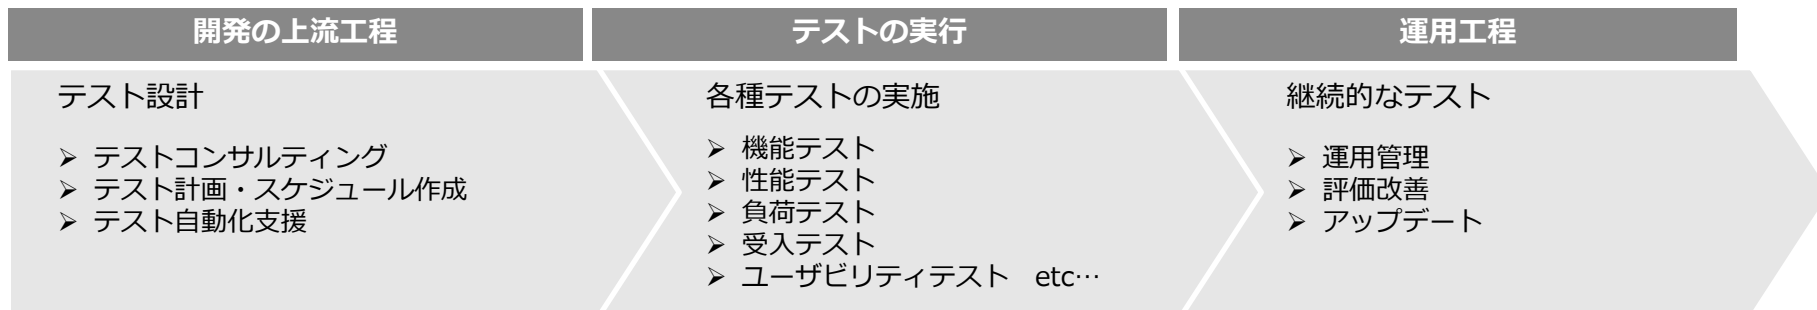 開発の上流工程
テストの実行
運用工程
テスト設計
➢ テストコンサルティング
➢ テスト計画・スケジュール作成
➢ テスト自動化支援
各種テストの実施
➢ 機能テスト
➢ 性能テスト
➢ 負荷テスト
➢ 受入テスト
➢ ユーザビリティテスト　etc…
継続的なテスト
➢ 運用管理
➢ 評価改善
➢ アップデート